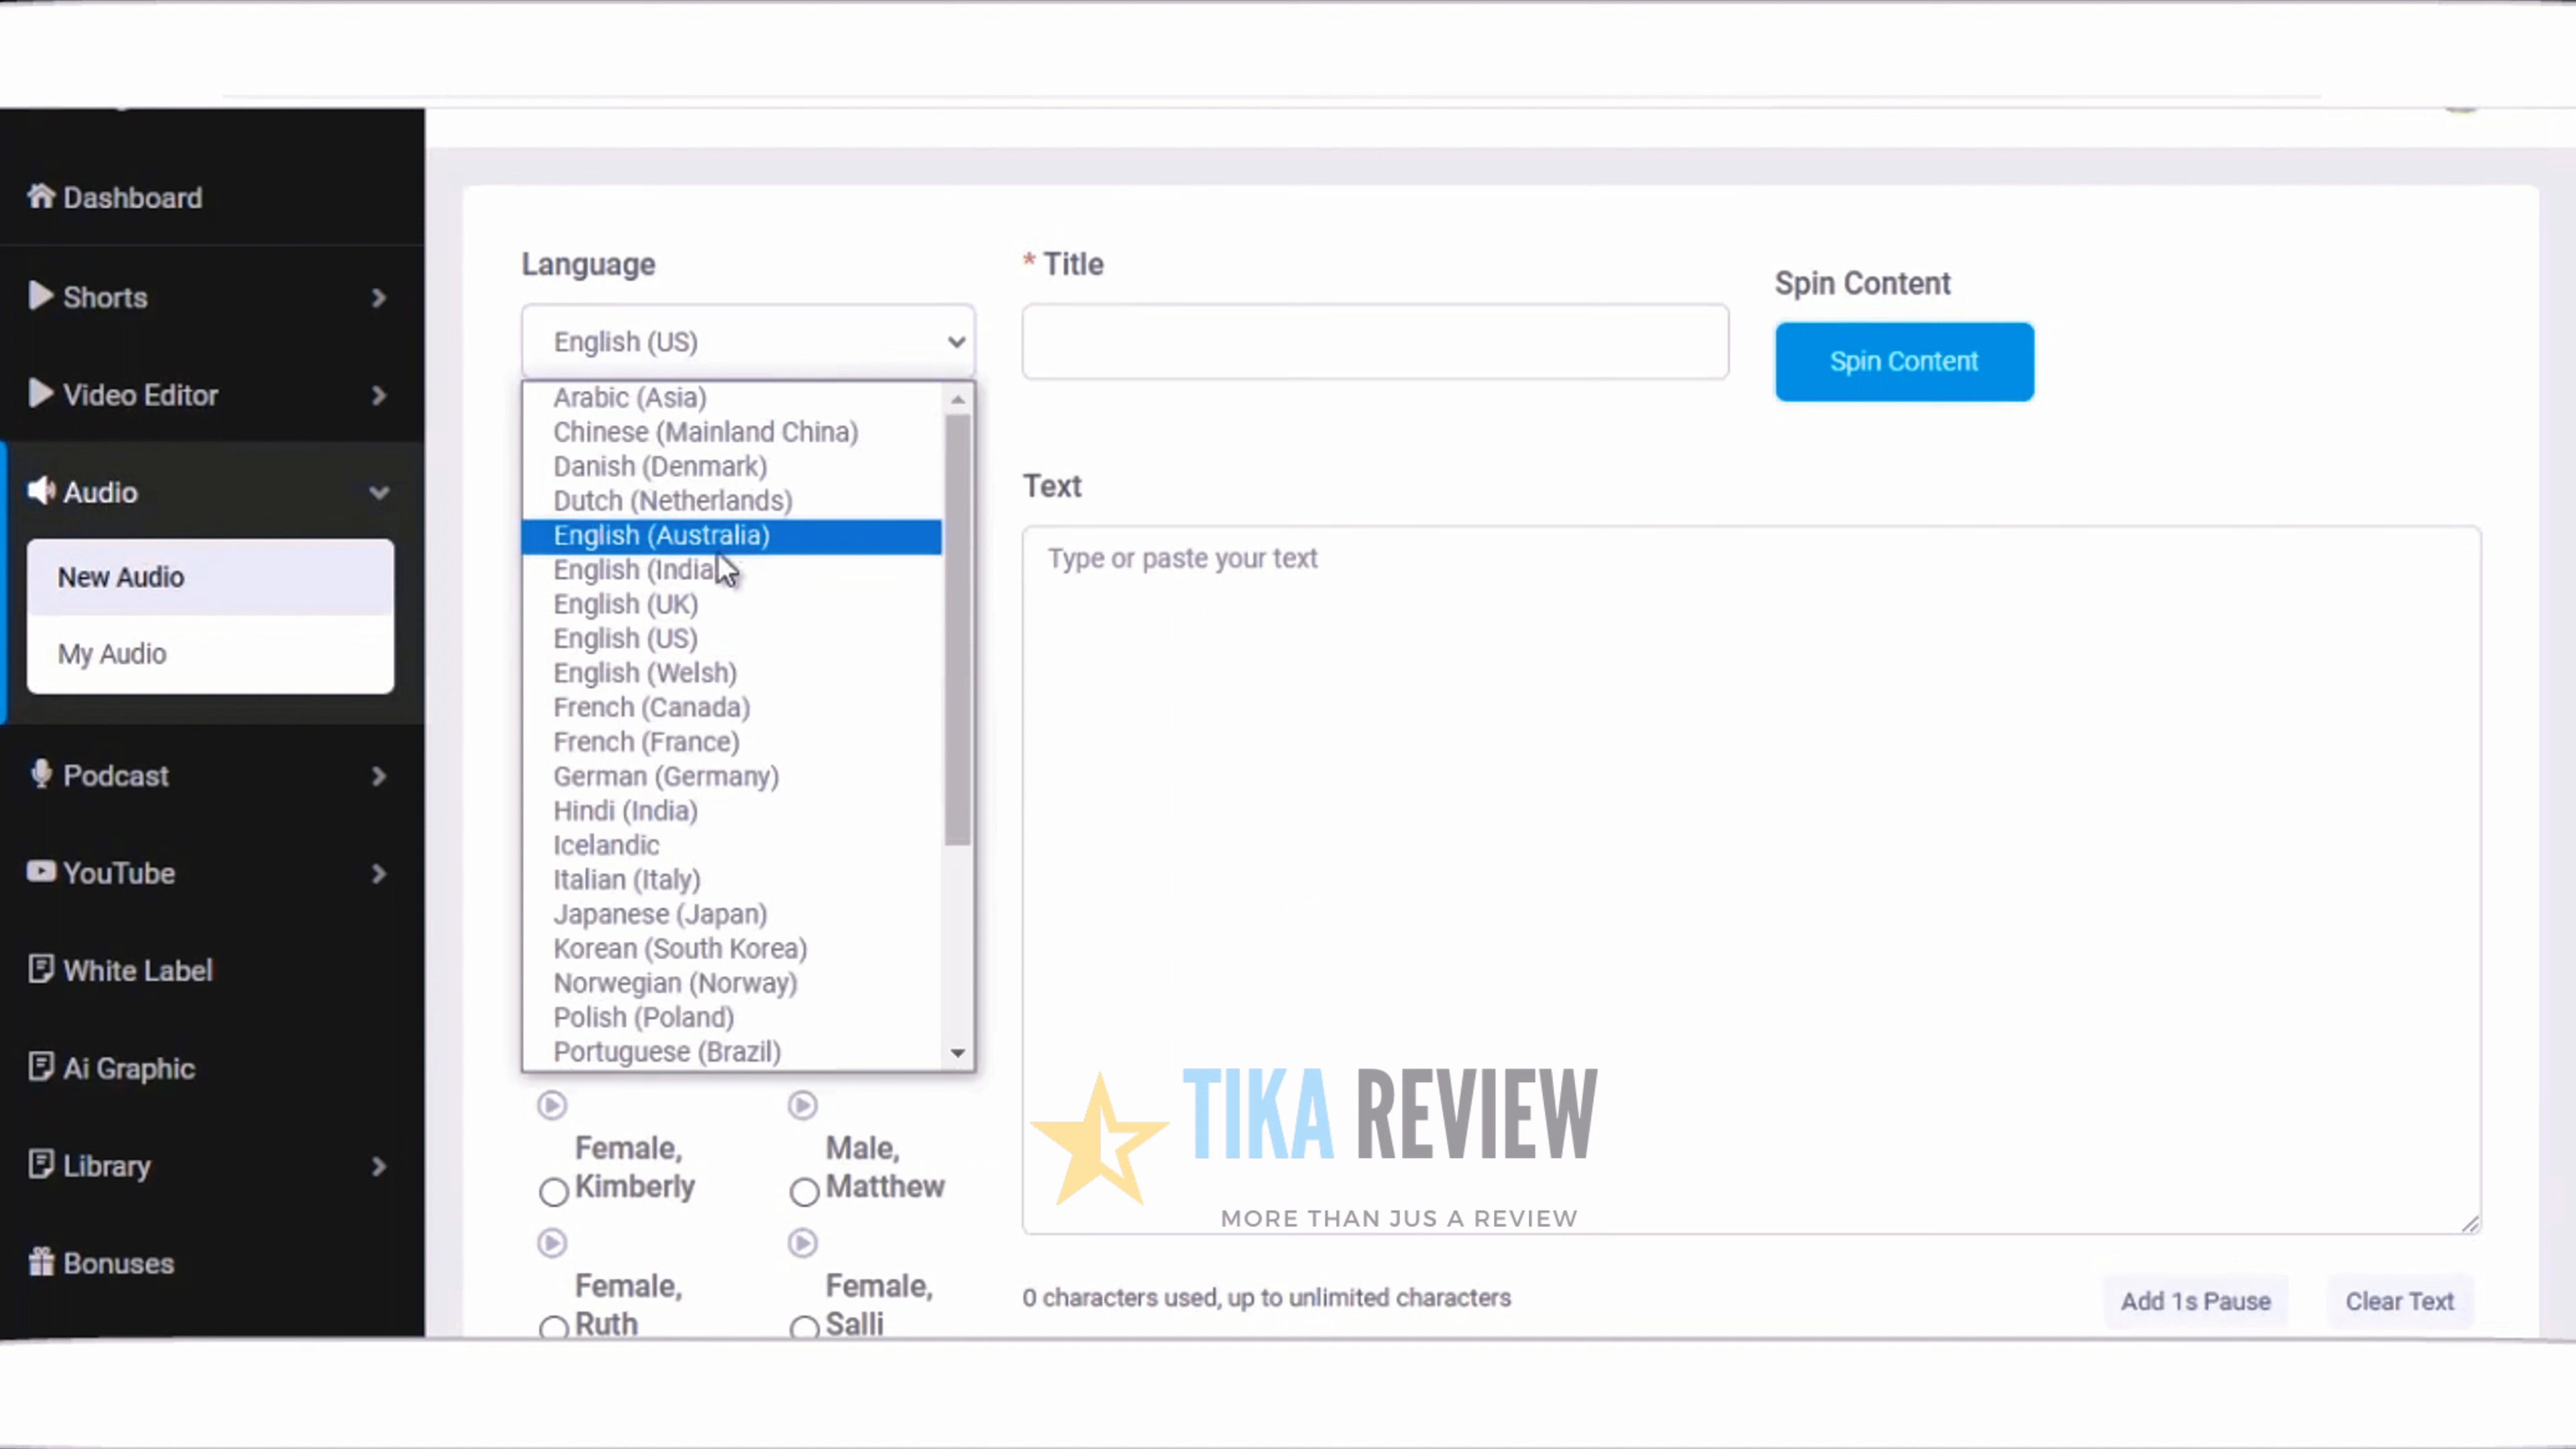 Dashboard
Shorts
Video Editor
Audio
New Audio
My Audio
Podcast
YouTube
White Label
Ai Graphic
Library
Bonuses
Language
English (US)
Arabic (Asia)
Chinese (Mainland China)
Danish (Denmark)
Dutch (Netherlands)
English (Australia)
English (India
English (UK)
English (US)
English (Welsh)
French (Canada)
French (France)
German (Germany)
Hindi (India)
Icelandic
Italian (Italy)
Japanese (Japan)
Korean (South Korea)
Norwegian (Norway)
Polish (Poland)
Portuguese (Brazil)
Female,
Kimberly
Male,
Matthew
Female,
Ruth
Female,
Salli
* Title
Spin Content
Spin Content
Text
Type or paste your text
TIKA REVIEW
MORE THAN JUS A REVIEW
0 characters used, up to unlimited characters
Add 1s Pause
Clear Text